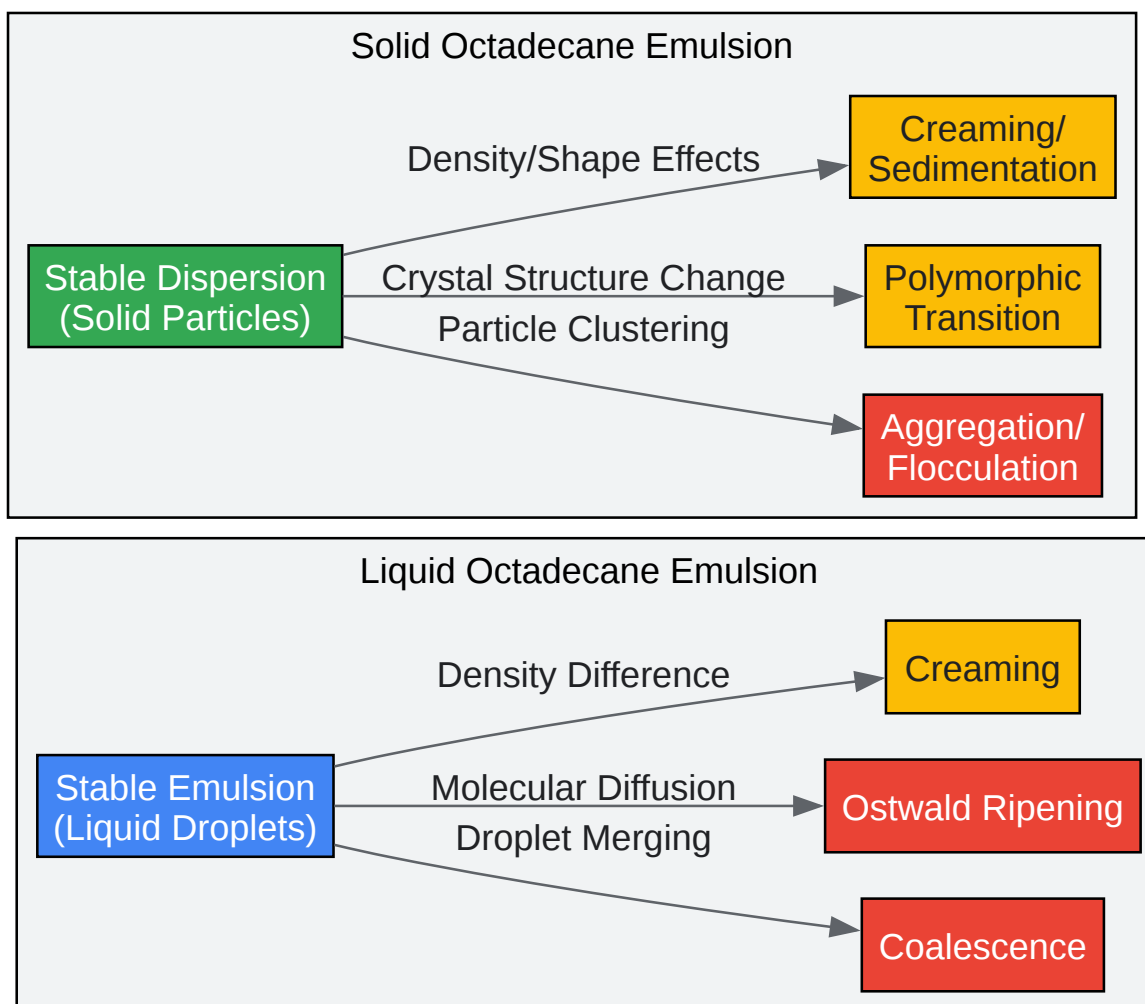 Solid Octadecane Emulsion
Creaming/
Sedimentation
Density/Shape Effects
Stable Dispersion
(Solid Particles)
Crystal Structure Change
Polymorphic
Transition
Particle Clustering
Aggregation/
Flocculation
Liquid Octadecane Emulsion
Density Difference
Creaming
Stable Emulsion
(Liquid Droplets)
Molecular Diffusion
Ostwald Ripening
Droplet Merging
Coalescence